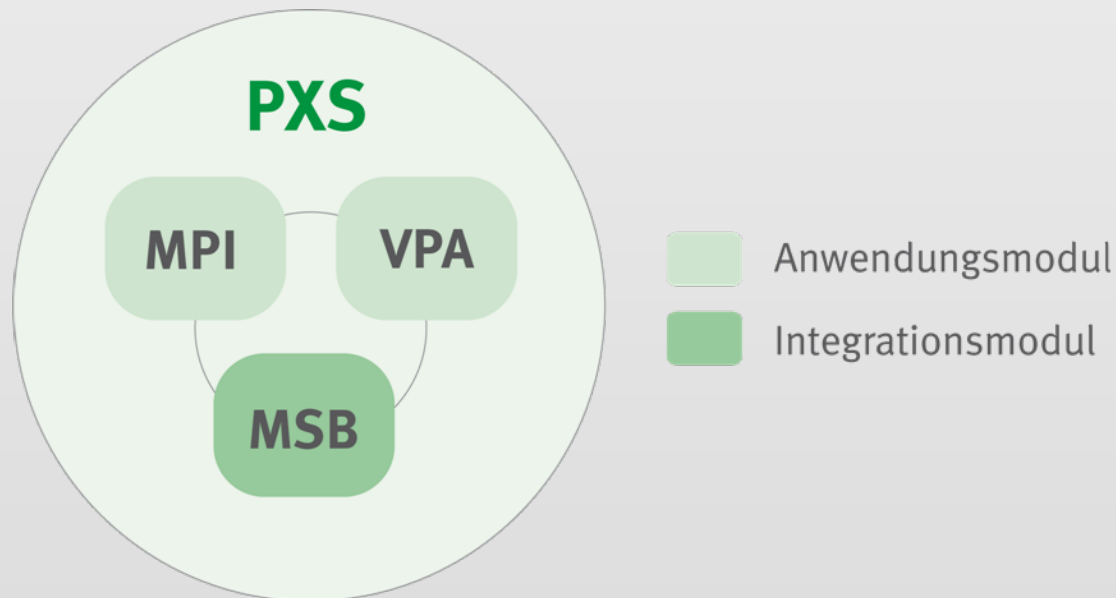 PXS
MPI
VPA
MSB
Anwendungsmodul
Integrationsmodul